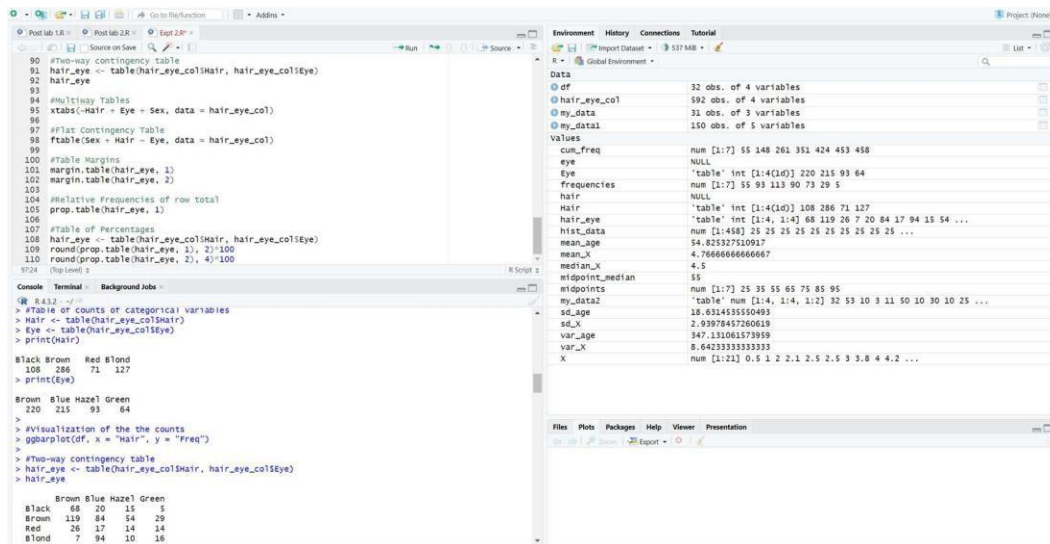 Go to file/function
Addins
Project: (None
Post lab 1.R
Post lab 2.R
Expt 2.R*
Source on Save
Run
Source
90 #Two-way contingency table
91 hair_eye <- table(hair_eye_col$Hair, hair_eye_col$Eye)
92 hair_eye
93
94 #Multiway Tables
95 xtabs(~Hair + Eye + Sex, data = hair_eye_col)
96
97 #Flat Contingency Table
98 ftable(Sex + Hair ~ Eye, data = hair_eye_col)
99
100 #Table Margins
101 margin.table(hair_eye, 1)
102 margin.table(hair_eye, 2)
103
104 #Relative Frequencies of row total
105 prop.table(hair_eye, 1)
106
107 #Table of Percentages
108 hair_eye <- table(hair_eye_col$Hair, hair_eye_col$Eye)
109 round(prop.table(hair_eye, 1), 2)*100
110 round(prop.table(hair_eye, 2), 4)*100
97:24 (Top Level) R Script
Console Terminal Background Jobs
R 4.3.2 · ~/
> #Table of counts of categorical variables
> Hair <- table(hair_eye_col$Hair)
> Eye <- table(hair_eye_col$Eye)
> print(Hair)
Black Brown Red Blond
108 286 71 127
> print(Eye)
Brown Blue Hazel Green
220 215 93 64
>
> #Visualization of the the counts
> ggbarplot(df, x = "Hair", y = "Freq")
>
> #Two-way contingency table
> hair_eye <- table(hair_eye_col$Hair, hair_eye_col$Eye)
> hair_eye
Brown Blue Hazel Green
Black 68 20 15 5
Brown 119 84 54 29
Red 26 17 14 14
Blond 7 94 10 16
Environment History Connections Tutorial
Import Dataset 537 MiB List
R Global Environment
Data
df 32 obs. of 4 variables
hair_eye_col 592 obs. of 4 variables
my_data 31 obs. of 3 variables
my_data1 150 obs. of 5 variables
Values
cum_freq num [1:7] 55 148 261 351 424 453 458
eye NULL
Eye 'table' int [1:4(1d)] 220 215 93 64
frequencies num [1:7] 55 93 113 90 73 29 5
hair NULL
Hair 'table' int [1:4(1d)] 108 286 71 127
hair_eye 'table' int [1:4, 1:4] 68 119 26 7 20 84 17 94 15 54 ...
hist_data num [1:458] 25 25 25 25 25 25 25 25 25 25 ...
mean_age 54.825327510917
mean_X 4.76666666666667
median_X 4.5
midpoint_median 55
midpoints num [1:7] 25 35 55 65 75 85 95
my_data2 'table' num [1:4, 1:4, 1:2] 32 53 10 3 11 50 10 30 10 25 ...
sd_age 18.6314535550493
sd_X 2.93978457260619
var_age 347.131061573959
var_X 8.64233333333333
X num [1:21] 0.5 1 2 2.1 2.5 2.5 3 3.8 4 4.2 ...
Files Plots Packages Help Viewer Presentation
Zoom Export